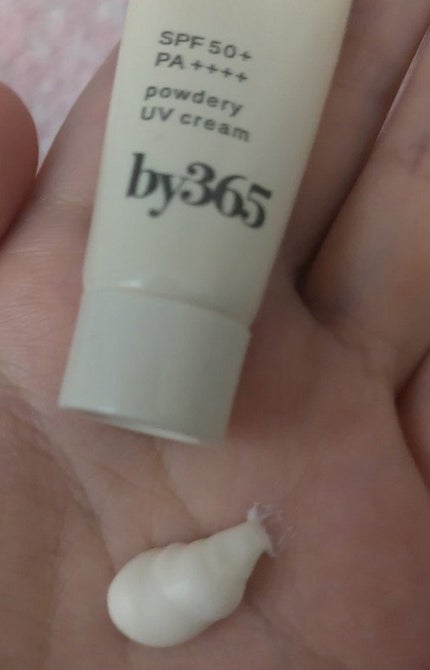 SPF 50+
PA ++++
powdery
UV cream
by365